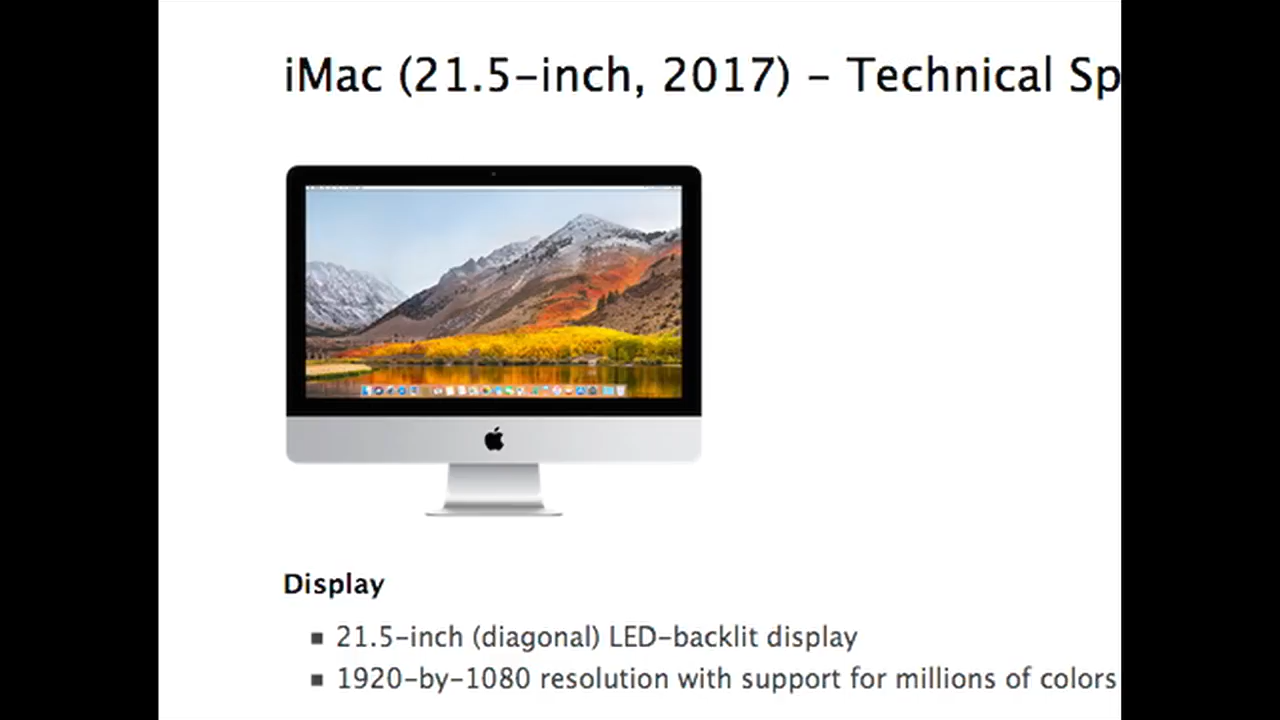 iMac (21.5-inch, 2017) - Technical Sp
Display
21.5-inch (diagonal) LED-backlit display
1920-by-1080 resolution with support for millions of colors